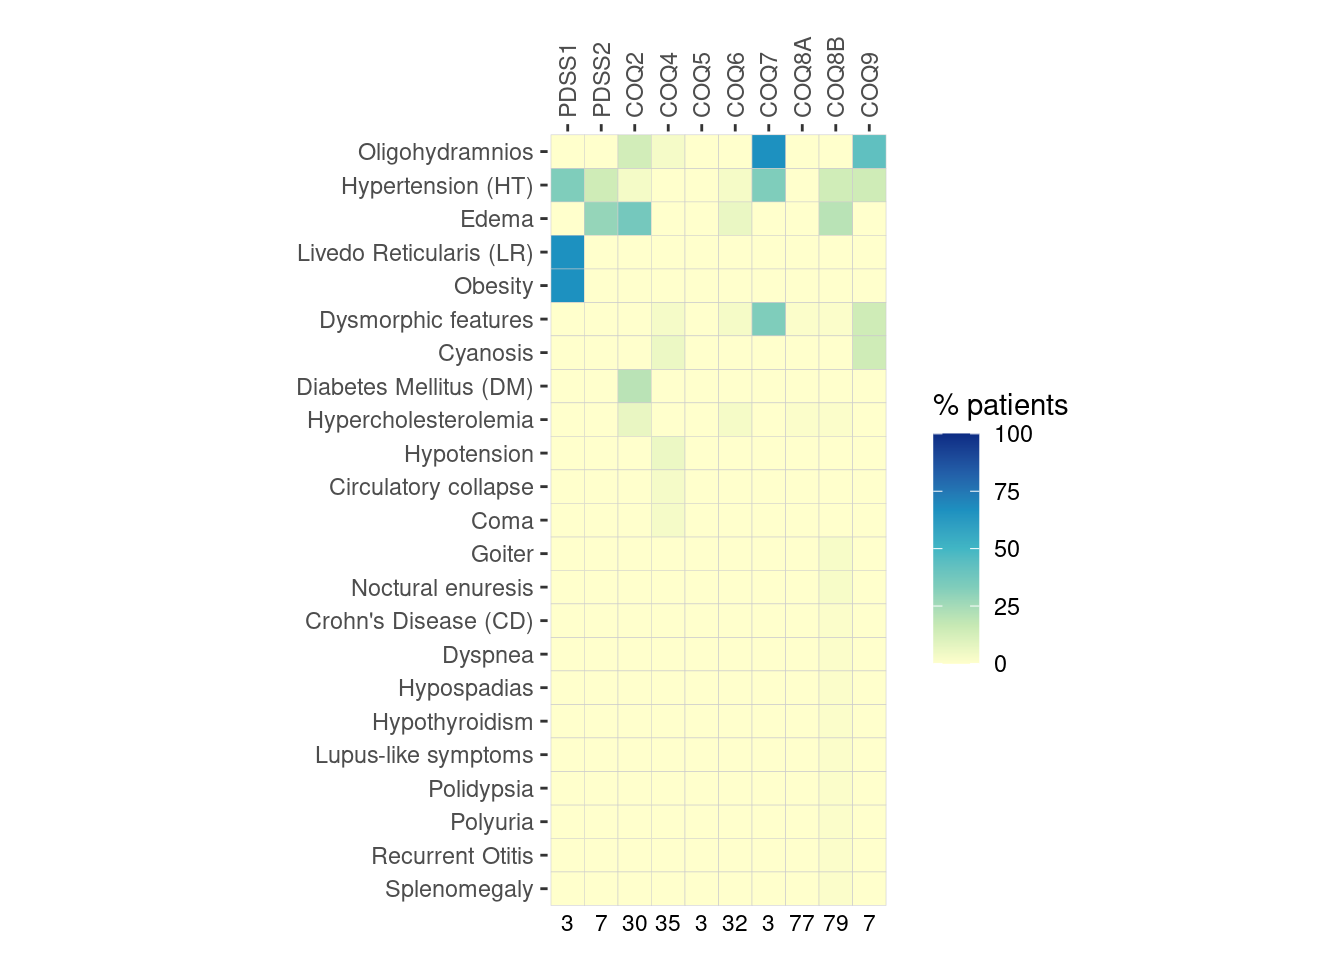 PDSS1 PDSS2 COQ2 COQ4 COQ5 COQ6 COQ7 COQ8A COQ8B COQ9
Oligohydramnios
Hypertension (HT)
Edema
Livedo Reticularis (LR)
Obesity
Dysmorphic features
Cyanosis
Diabetes Mellitus (DM)
Hypercholesterolemia
Hypotension
Circulatory collapse
Coma
Goiter
Noctural enuresis
Crohn's Disease (CD)
Dyspnea
Hypospadias
Hypothyroidism
Lupus-like symptoms
Polidypsia
Polyuria
Recurrent Otitis
Splenomegaly
3 7 30 35 3 32 3 77 79 7
% patients
100
75
50
25
0